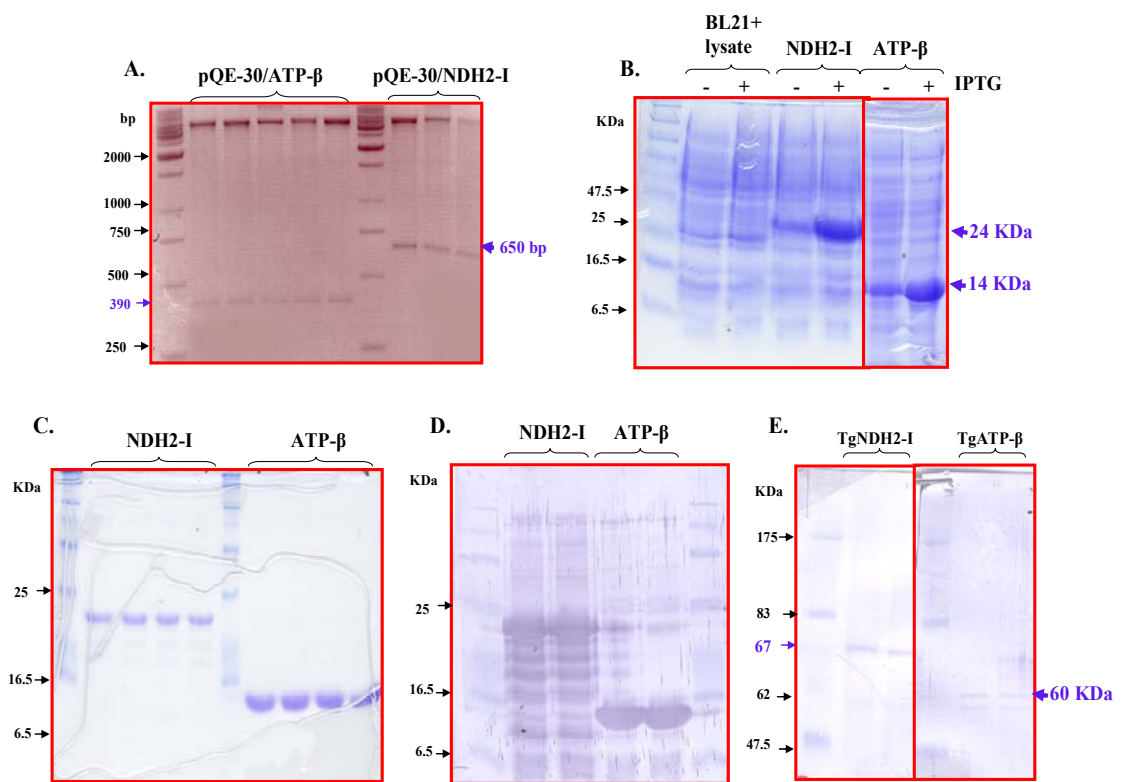 A.
pQE-30/ATP-β
pQE-30/NDH2-I
bp
2000
1000
750
500
390
250
650 bp
B.
BL21+
lysate
NDH2-I
ATP-β
- + - + - + IPTG
KDa
47.5
25
16.5
6.5
24 KDa
14 KDa
C.
NDH2-I
ATP-β
KDa
25
16.5
6.5
D.
NDH2-I
ATP-β
KDa
25
16.5
6.5
E.
TgNDH2-I
TgATP-β
KDa
175
83
67
62
47.5
60 KDa